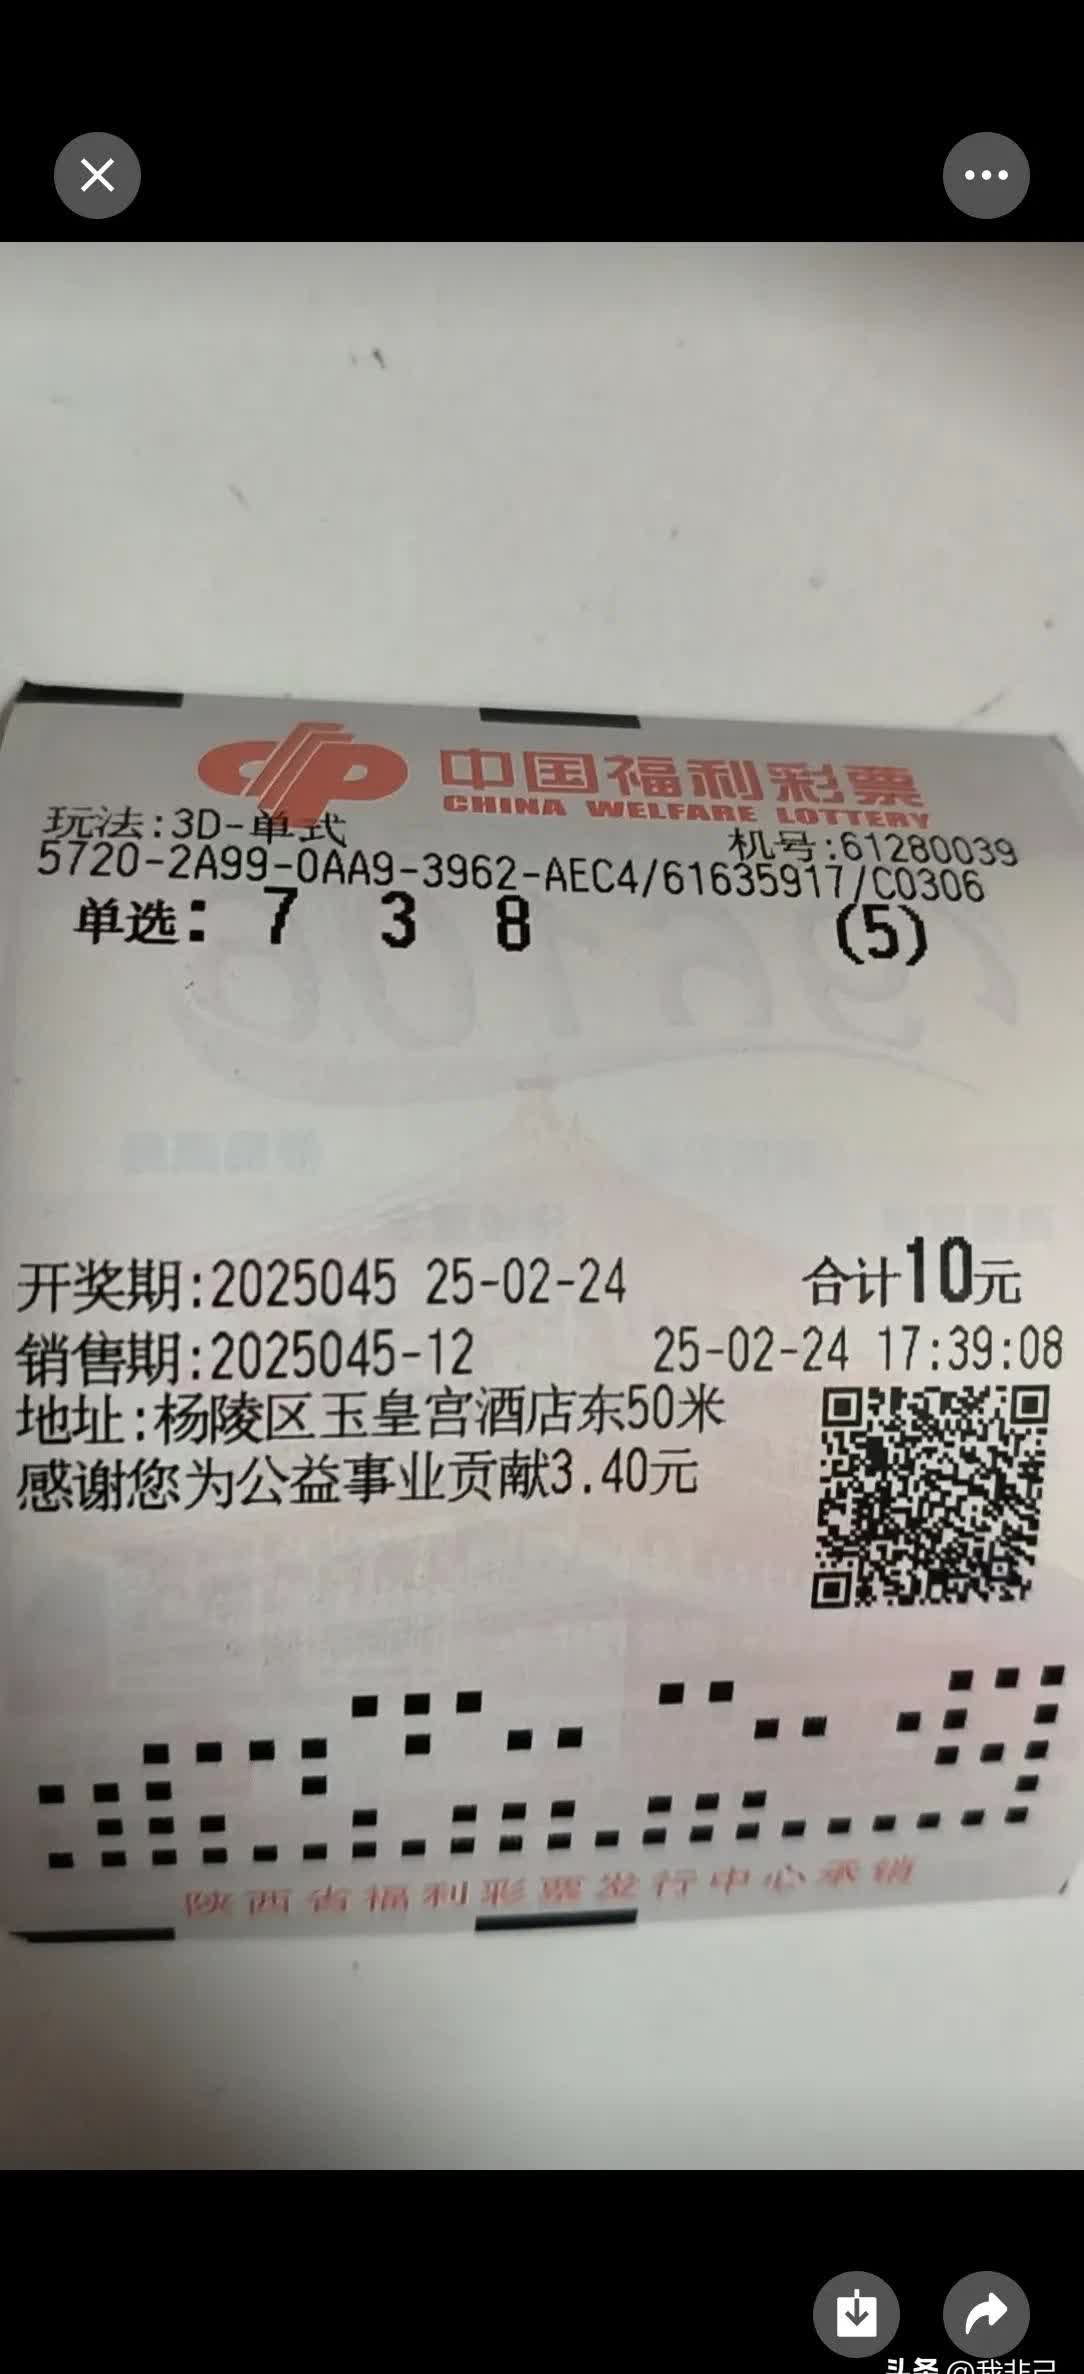 中国福利彩票
CHINA WELFARE LOTTERY
玩法:3D-单式
机号:61280039
5720-2A99-0AA9-3962-AEC4/61635917/C0306
单选: 7 3 8 (5)
开奖期:2025045 25-02-24 合计10元
销售期:2025045-12 25-02-24 17:39:08
地址:杨陵区玉皇宫酒店东50米
感谢您为公益事业贡献3.40元
陕西省福利彩票发行中心承销
头条 @我非己